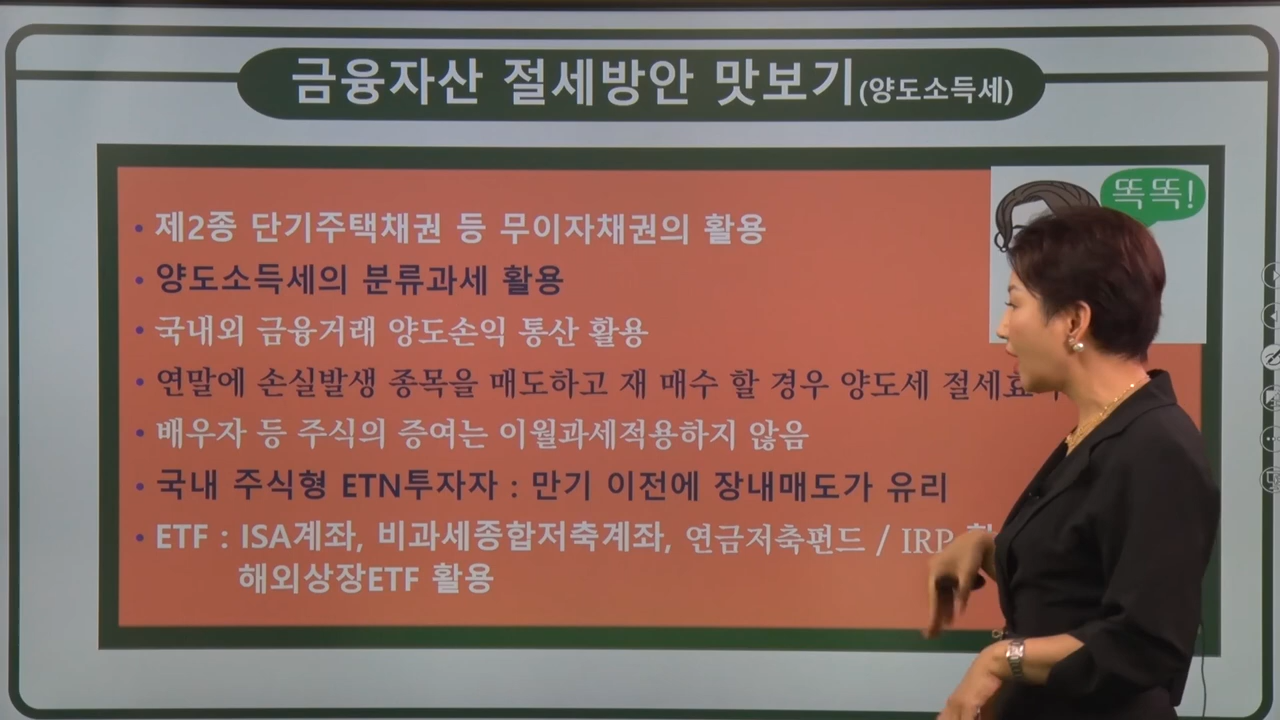 금융자산 절세방안 맛보기(양도소득세)
똑똑!
• 제2종 단기주택채권 등 무이자채권의 활용
• 양도소득세의 분류과세 활용
• 국내외 금융거래 양도손익 통산 활용
• 연말에 손실발생 종목을 매도하고 재 매수 할 경우 양도세
• 배우자 등 주식의 증여는 이월과세적용하지 않음
• 국내 주식형 ETN투자자 : 만기 이전에 장내매도가 유리
• ETF : ISA계좌, 비과세종합저축계좌, 연금저축펀드 / IRP
해외상장ETF 활용